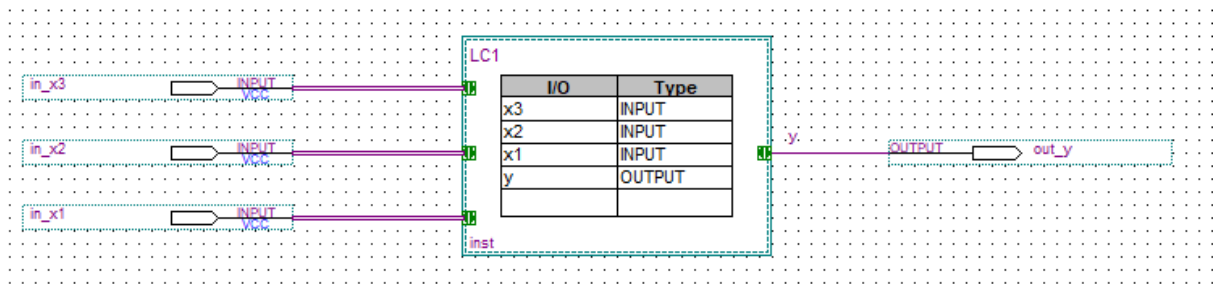 LC1
in_x3 INPUT VCC
I/O Type
x3 INPUT
x2 INPUT
in_x2 INPUT VCC
x1 INPUT
y
OUTPUT out_y
y OUTPUT
in_x1 INPUT VCC
inst